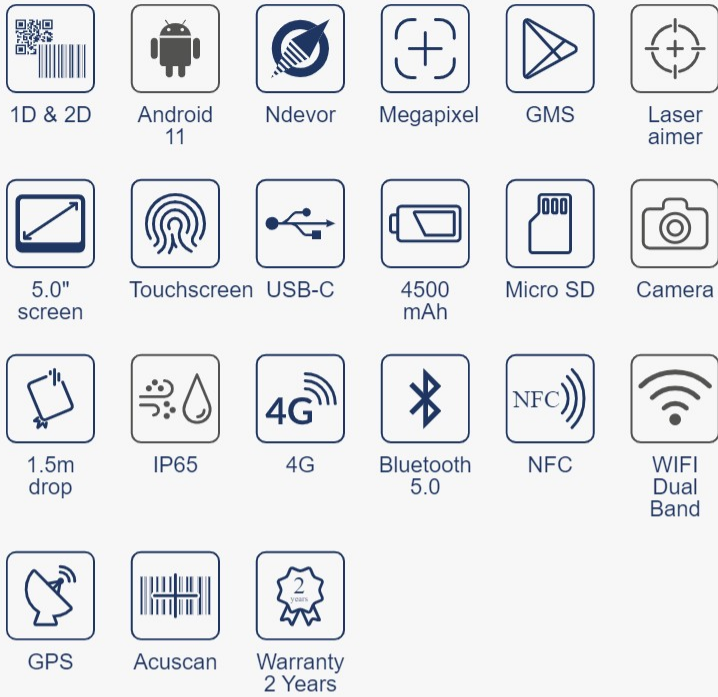 1D & 2D
Android
11
Ndevor
Megapixel
GMS
Laser
aimer
5.0"
screen
Touchscreen
USB-C
4500
mAh
Micro SD
Camera
1.5m
drop
IP65
4G
4G
Bluetooth
5.0
NFC
NFC
WIFI
Dual
Band
GPS
Acuscan
2
years
Warranty
2 Years